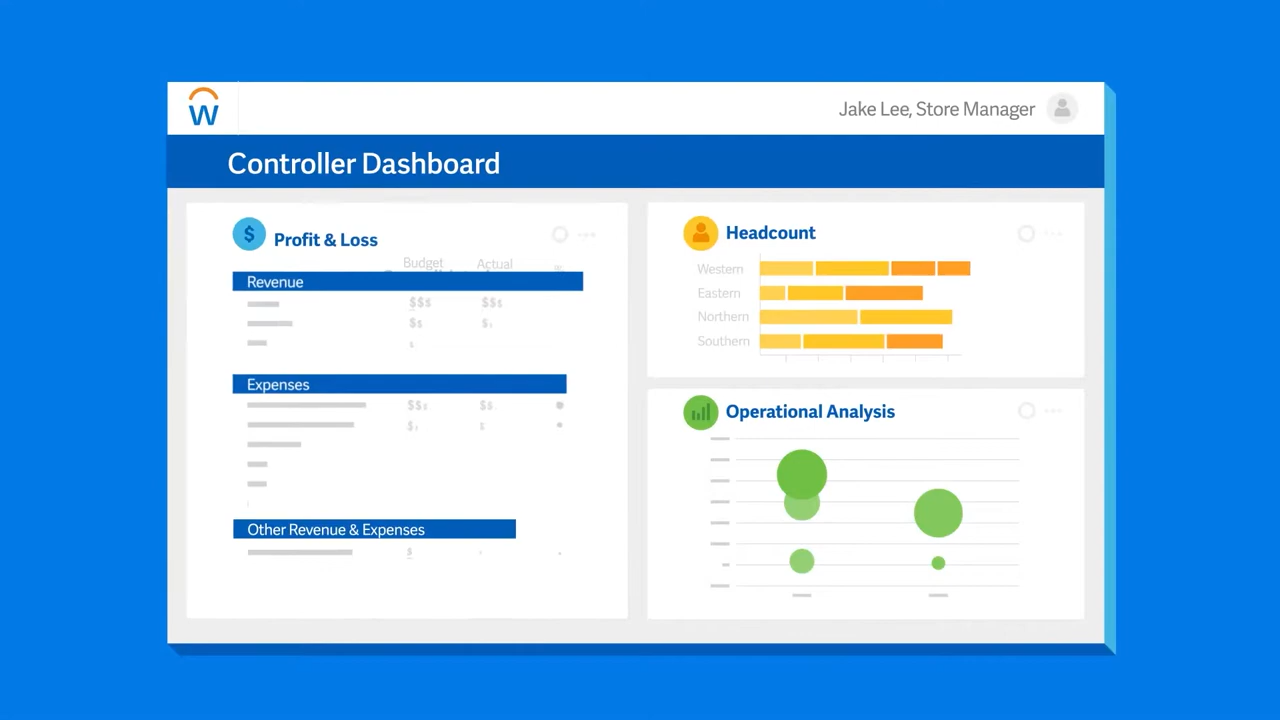 W
Jake Lee, Store Manager
Controller Dashboard
$ Profit & Loss
Budget Actual
Revenue
$$$ $$$
$$ $
Expenses
$$$ $$
$
Other Revenue & Expenses
$
Headcount
Western
Eastern
Northern
Southern
Operational Analysis